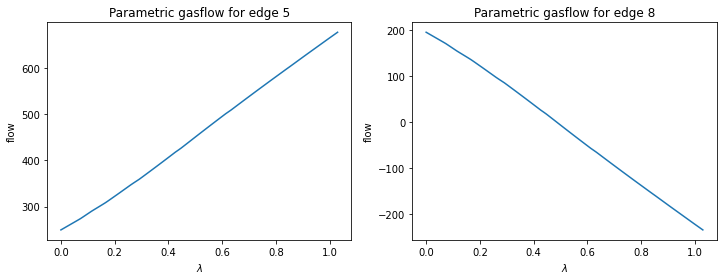 Parametric gasflow for edge 5
600
500
400
300
flow
0.0 0.2 0.4 0.6 0.8 1.0
λ
Parametric gasflow for edge 8
200
100
0
−100
−200
flow
0.0 0.2 0.4 0.6 0.8 1.0
λ